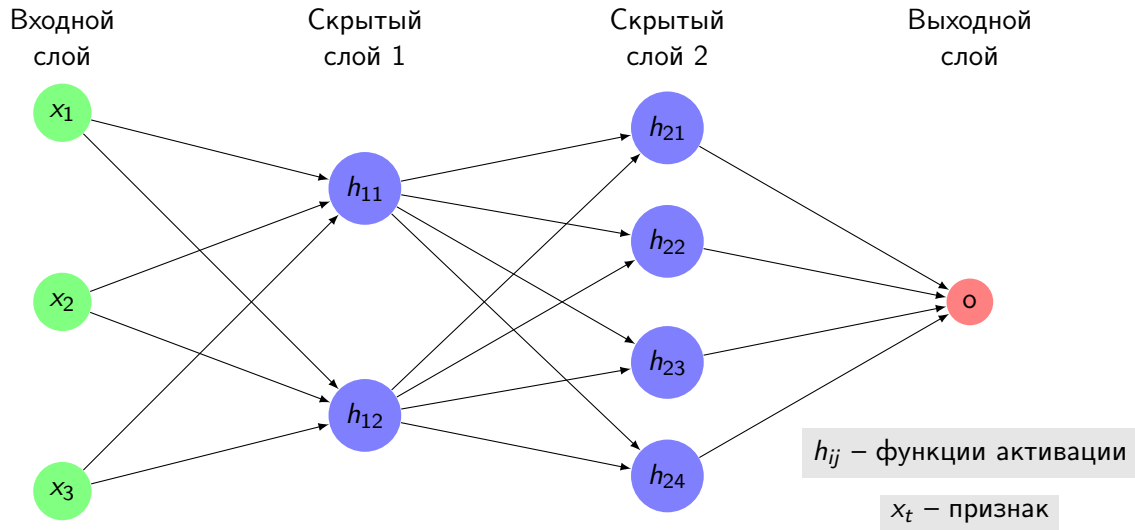 Входной
слой
Скрытый
слой 1
Скрытый
слой 2
Выходной
слой
x₁
x₂
x₃
h₁₁
h₁₂
h₂₁
h₂₂
h₂₃
h₂₄
o
hᵢⱼ – функции активации
xₜ – признак